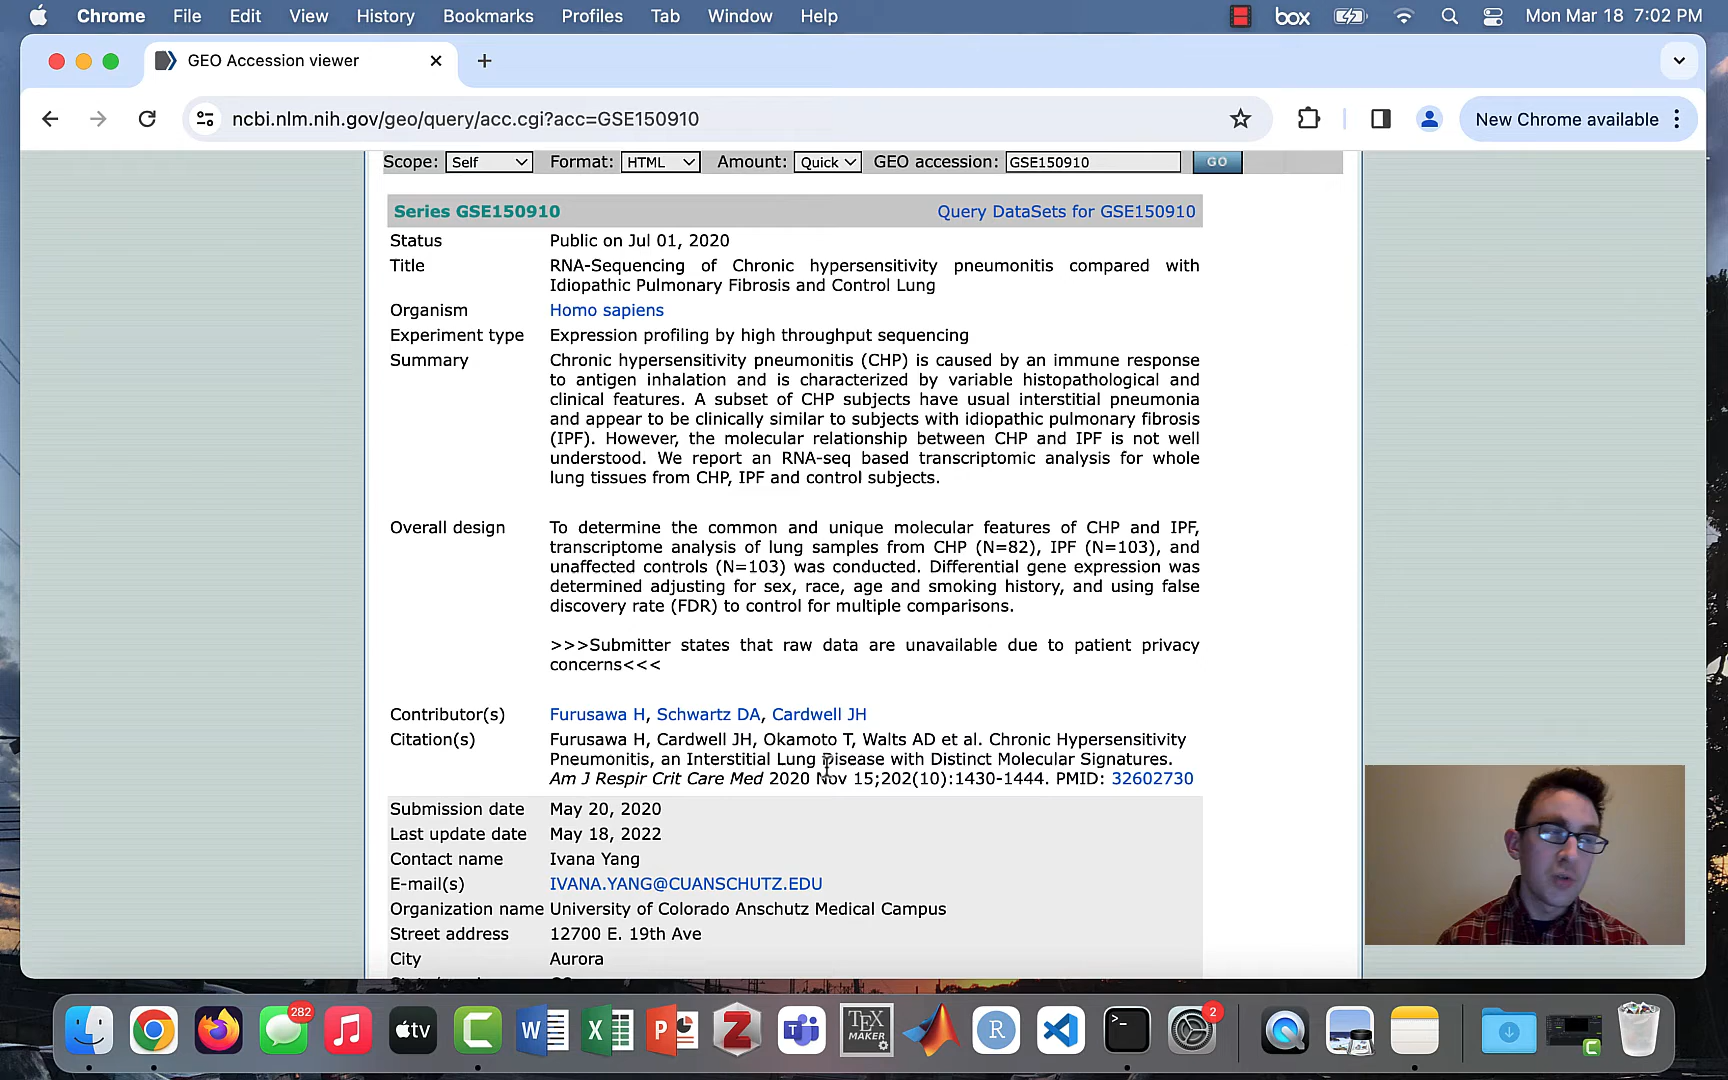 Chrome File Edit View History Bookmarks Profiles Tab Window Help box Mon Mar 18 7:02 PM
GEO Accession viewer
ncbi.nlm.nih.gov/geo/query/acc.cgi?acc=GSE150910 New Chrome available
Scope: Self Format: HTML Amount: Quick GEO accession: GSE150910 GO
Series GSE150910 Query DataSets for GSE150910
Status Public on Jul 01, 2020
Title RNA-Sequencing of Chronic hypersensitivity pneumonitis compared with
Idiopathic Pulmonary Fibrosis and Control Lung
Organism Homo sapiens
Experiment type Expression profiling by high throughput sequencing
Summary Chronic hypersensitivity pneumonitis (CHP) is caused by an immune response
to antigen inhalation and is characterized by variable histopathological and
clinical features. A subset of CHP subjects have usual interstitial pneumonia
and appear to be clinically similar to subjects with idiopathic pulmonary fibrosis
(IPF). However, the molecular relationship between CHP and IPF is not well
understood. We report an RNA-seq based transcriptomic analysis for whole
lung tissues from CHP, IPF and control subjects.
Overall design To determine the common and unique molecular features of CHP and IPF,
transcriptome analysis of lung samples from CHP (N=82), IPF (N=103), and
unaffected controls (N=103) was conducted. Differential gene expression was
determined adjusting for sex, race, age and smoking history, and using false
discovery rate (FDR) to control for multiple comparisons.
>>>Submitter states that raw data are unavailable due to patient privacy
concerns<<<
Contributor(s) Furusawa H, Schwartz DA, Cardwell JH
Citation(s) Furusawa H, Cardwell JH, Okamoto T, Walts AD et al. Chronic Hypersensitivity
Pneumonitis, an Interstitial Lung Disease with Distinct Molecular Signatures.
Am J Respir Crit Care Med 2020 Nov 15;202(10):1430-1444. PMID: 32602730
Submission date May 20, 2020
Last update date May 18, 2022
Contact name Ivana Yang
E-mail(s) IVANA.YANG@CUANSCHUTZ.EDU
Organization name University of Colorado Anschutz Medical Campus
Street address 12700 E. 19th Ave
City Aurora
282 tv W X P Z T TEX MAKER R >_ 2